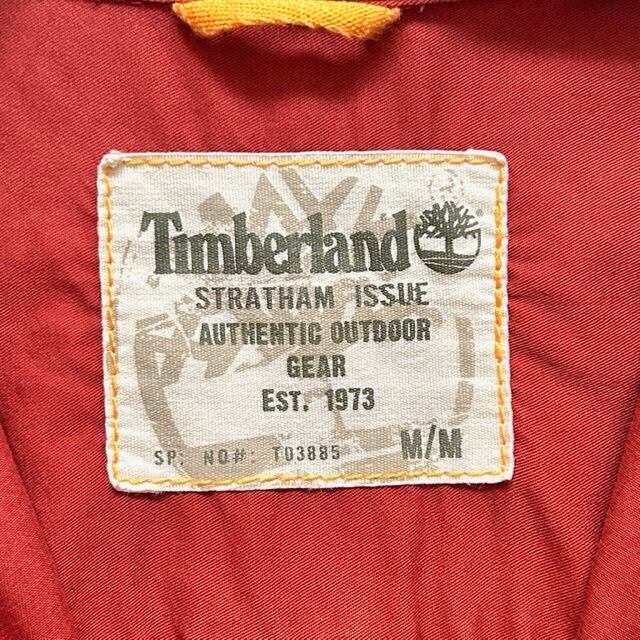 Timberland®
STRATHAM ISSUE
AUTHENTIC OUTDOOR
GEAR
EST. 1973
SP; NO#: T03885 M/M